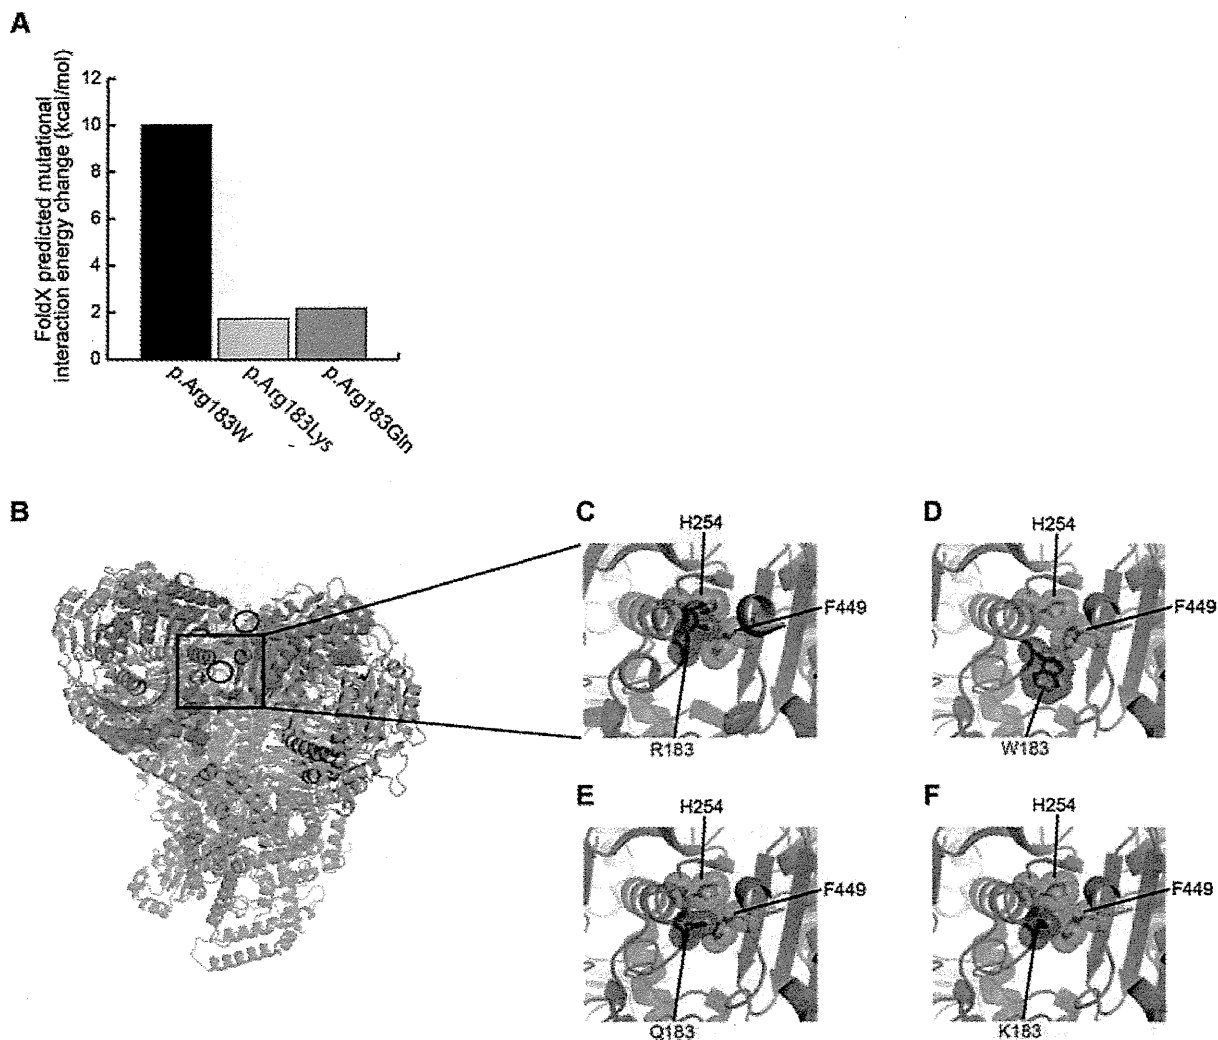 A
FoldX predicted mutational
interaction energy change (kcal/mol)
12
10
8
6
4
2
0
p.Arg183W
p.Arg183Lys
p.Arg183Gln
B
C
H254
F449
R183
D
H254
F449
W183
E
H254
F449
Q183
F
H254
F449
K183